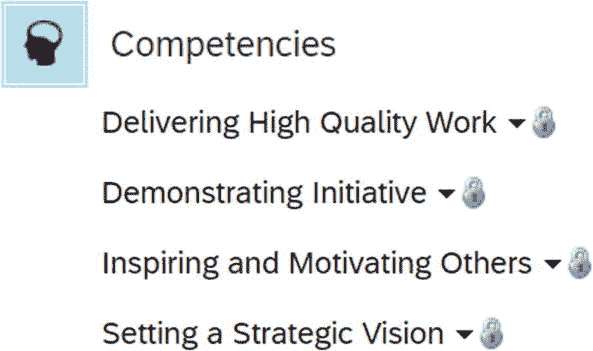 Competencies
Delivering High Quality Work
Demonstrating Initiative
Inspiring and Motivating Others
Setting a Strategic Vision